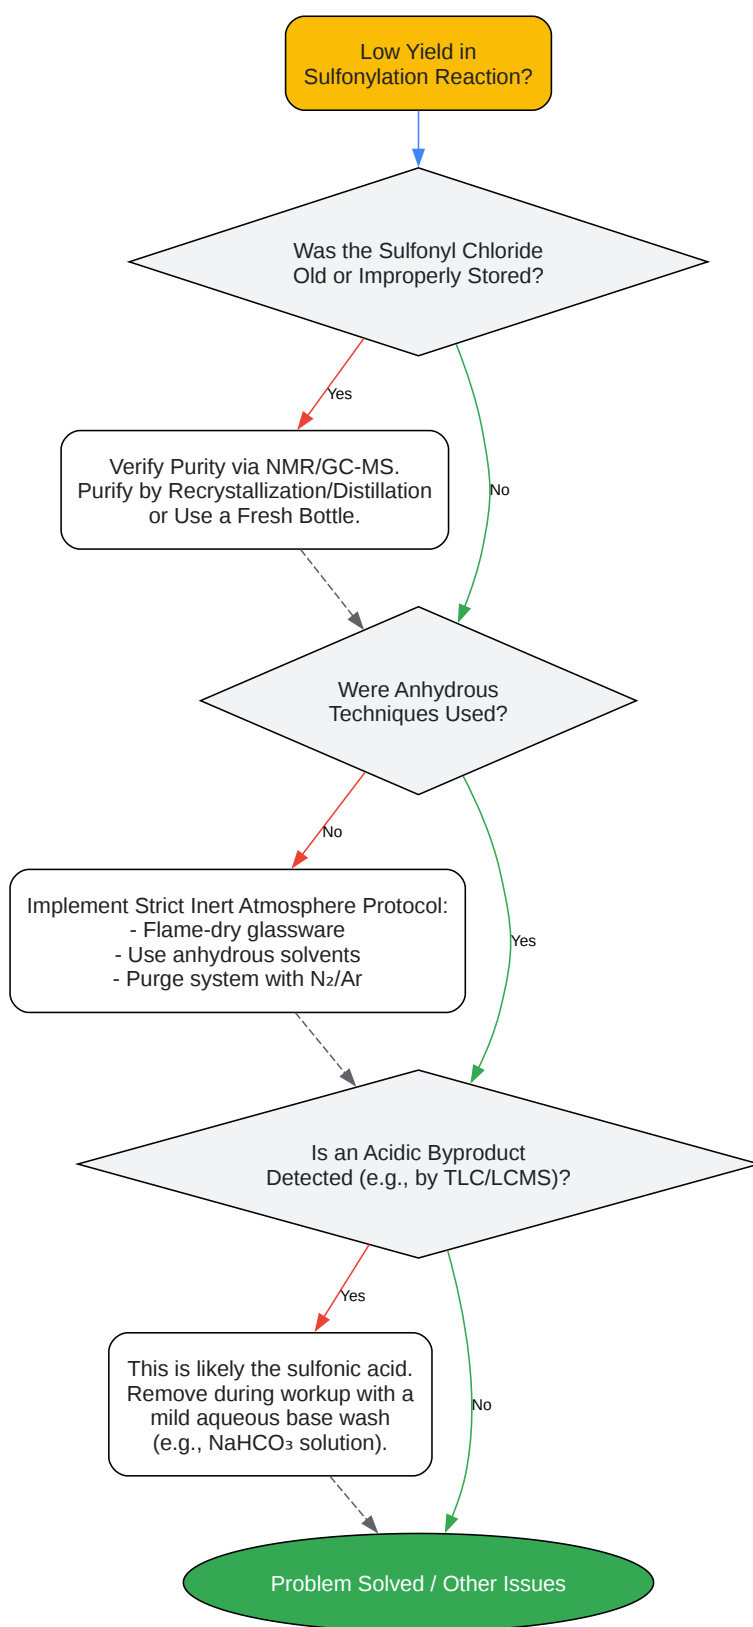 Low Yield in
Sulfonylation Reaction?
Was the Sulfonyl Chloride
Old or Improperly Stored?
Yes
Verify Purity via NMR/GC-MS.
Purify by Recrystallization/Distillation
or Use a Fresh Bottle.
No
Were Anhydrous
Techniques Used?
No
Implement Strict Inert Atmosphere Protocol:
- Flame-dry glassware
- Use anhydrous solvents
- Purge system with N₂/Ar
Yes
Is an Acidic Byproduct
Detected (e.g., by TLC/LCMS)?
Yes
This is likely the sulfonic acid.
Remove during workup with a
mild aqueous base wash
(e.g., NaHCO₃ solution).
No
Problem Solved / Other Issues